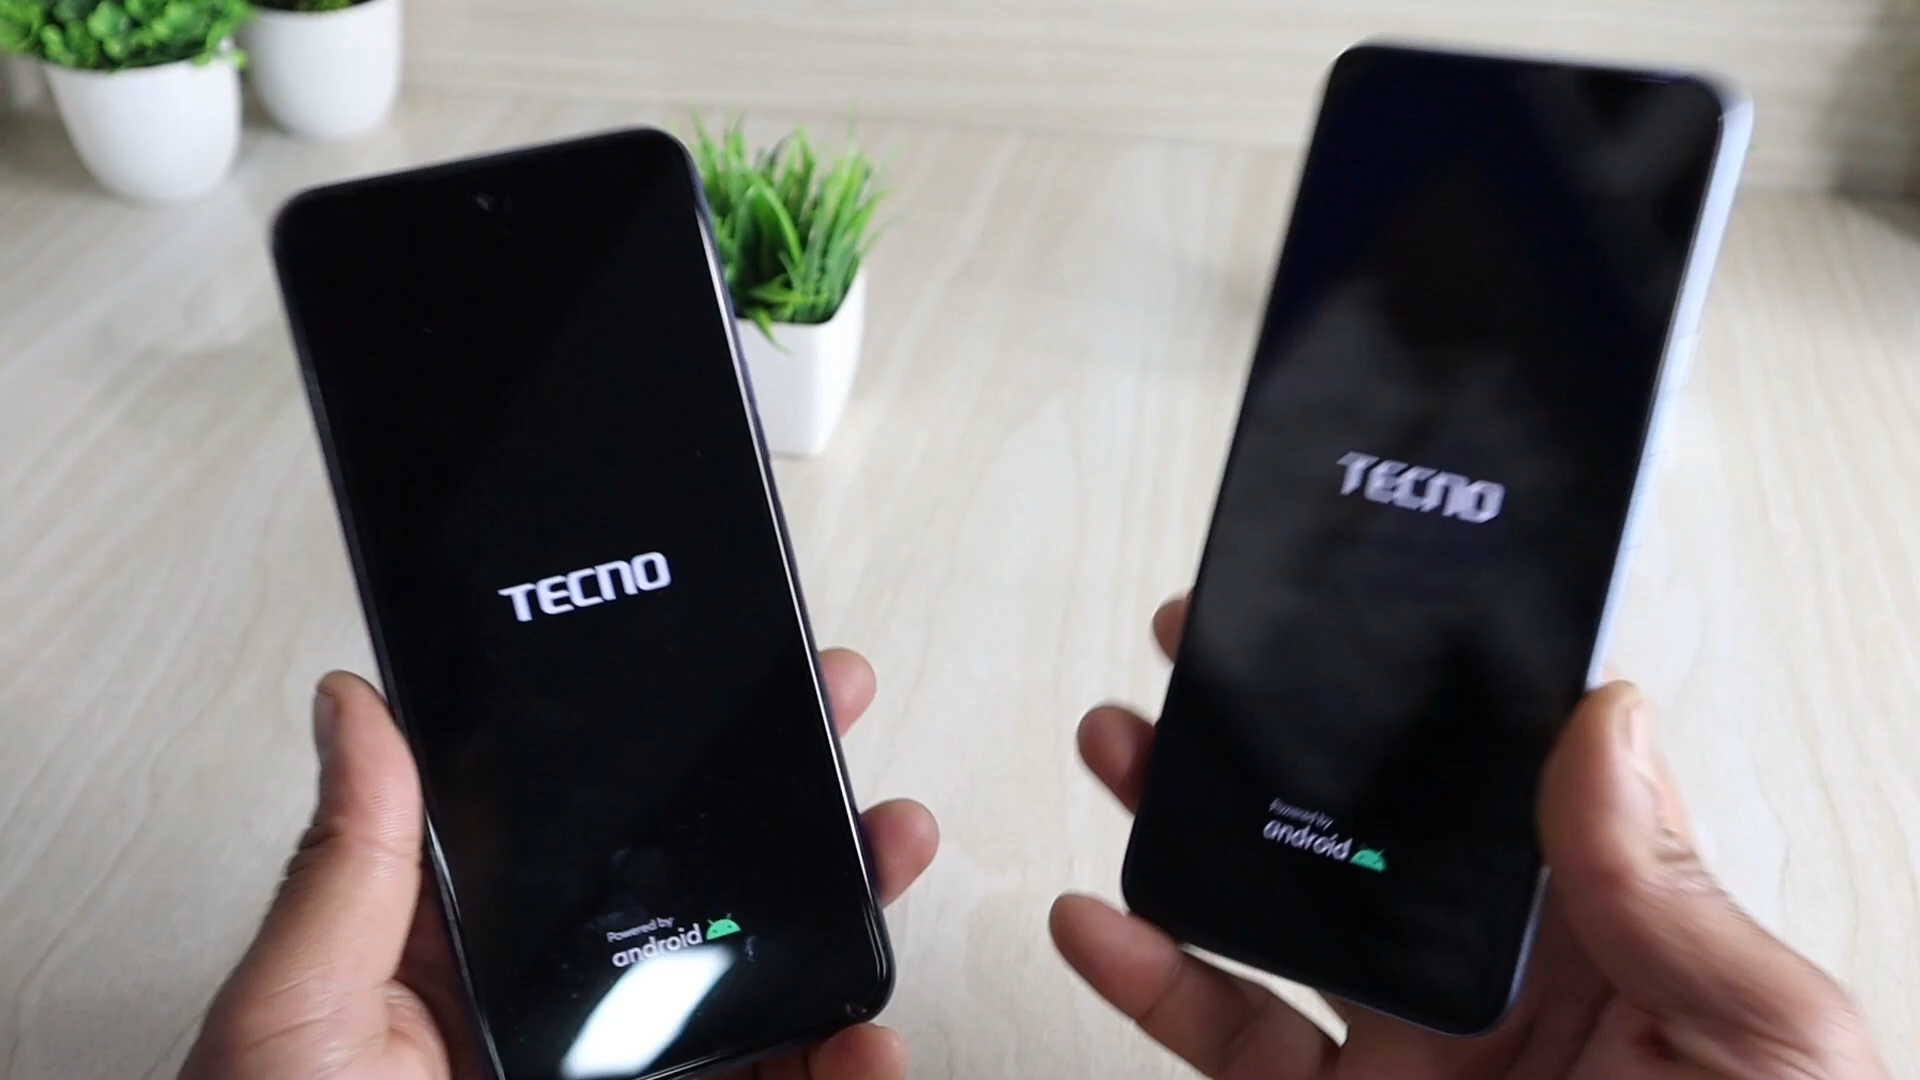 TECNO
Powered by
android
TECNO
Powered by
android